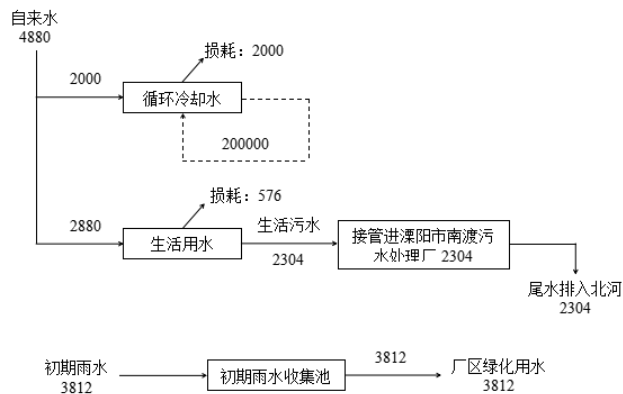 自来水
4880
损耗：2000
2000
循环冷却水
200000
损耗：576
2880
生活用水
生活污水
2304
接管进溧阳市南渡污
水处理厂 2304
尾水排入北河
2304
初期雨水
3812
初期雨水收集池
3812
厂区绿化用水
3812